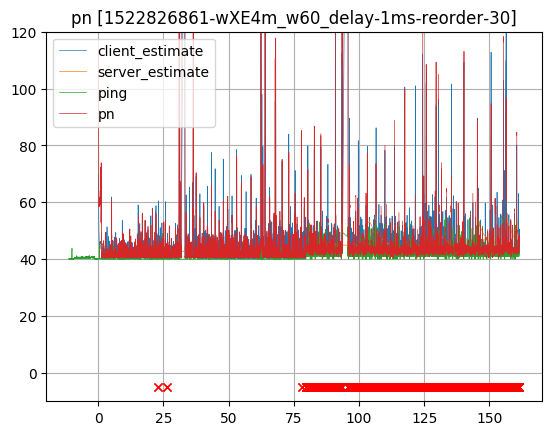 pn [1522826861-wXE4m_w60_delay-1ms-reorder-30]
120
100
80
60
40
20
0
client_estimate
server_estimate
ping
pn
0
25
50
75
100
125
150